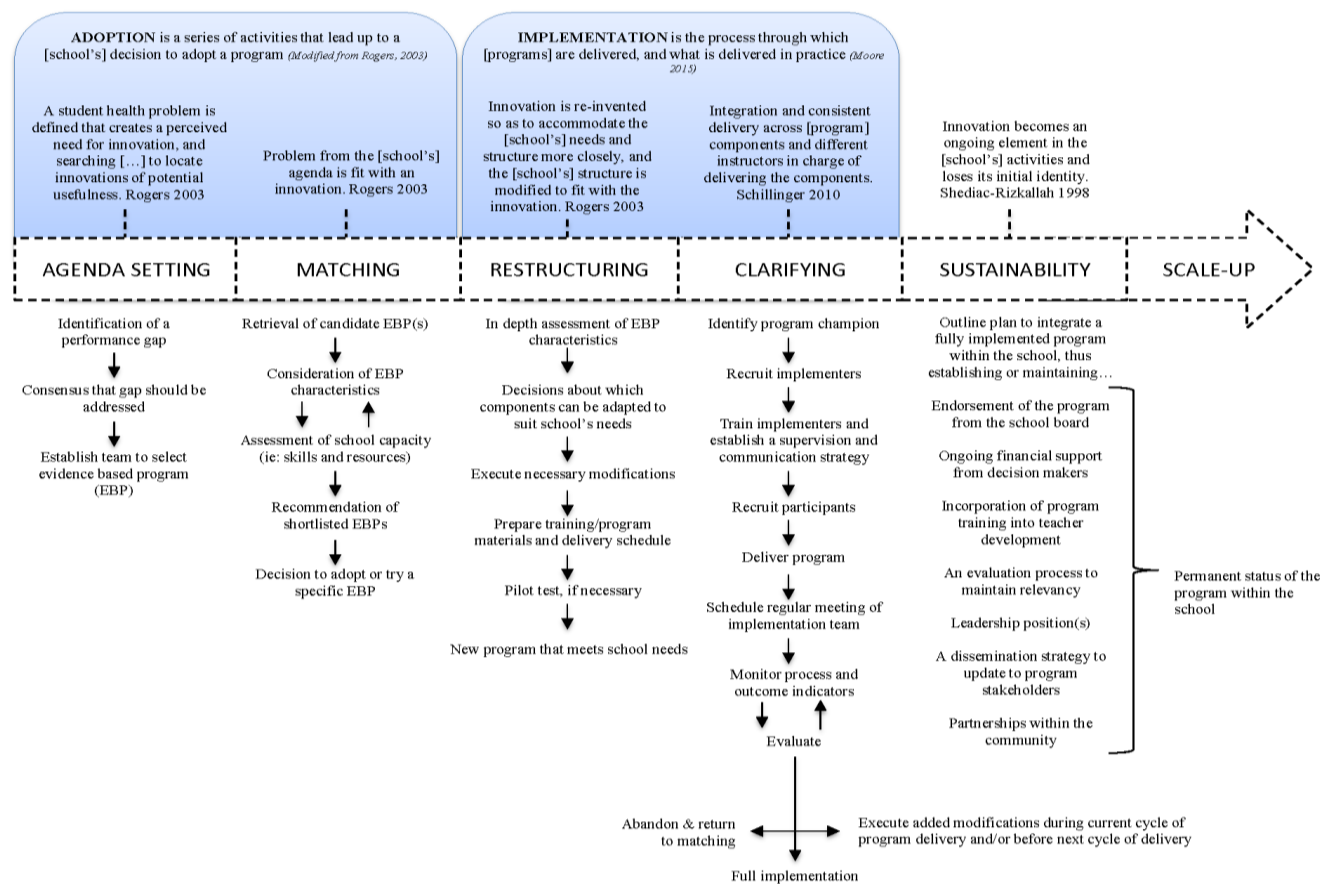 ADOPTION is a series of activities that lead up to a
[school's] decision to adopt a program (Modified from Rogers, 2003)
IMPLEMENTATION is the process through which
[programs] are delivered, and what is delivered in practice (Moore
2015)
A student health problem is
defined that creates a perceived
need for innovation, and
searching [...] to locate
innovations of potential
usefulness. Rogers 2003
Problem from the [school's]
agenda is fit with an
innovation. Rogers 2003
Innovation is re-invented
so as to accommodate the
[school's] needs and
structure more closely, and
the [school's] structure is
modified to fit with the
innovation. Rogers 2003
Integration and consistent
delivery across [program]
components and different
instructors in charge of
delivering the components.
Schillinger 2010
Innovation becomes an
ongoing element in the
[school's] activities and
loses its initial identity.
Shediac-Rizkallah 1998
AGENDA SETTING
MATCHING
RESTRUCTURING
CLARIFYING
SUSTAINABILITY
SCALE-UP
Identification of a
performance gap
Consensus that gap should be
addressed
Establish team to select
evidence based program
(EBP)
Retrieval of candidate EBP(s)
Consideration of EBP
characteristics
Assessment of school capacity
(ie: skills and resources)
Recommendation of
shortlisted EBPs
Decision to adopt or try a
specific EBP
In depth assessment of EBP
characteristics
Decisions about which
components can be adapted to
suit school's needs
Execute necessary modifications
Prepare training/program
materials and delivery schedule
Pilot test, if necessary
New program that meets school needs
Identify program champion
Recruit implementers
Train implementers and
establish a supervision and
communication strategy
Recruit participants
Deliver program
Schedule regular meeting of
implementation team
Monitor process and
outcome indicators
Evaluate
Abandon & return
to matching
Execute added modifications during current cycle of
program delivery and/or before next cycle of delivery
Full implementation
Outline plan to integrate a
fully implemented program
within the school, thus
establishing or maintaining...
Endorsement of the program
from the school board
Ongoing financial support
from decision makers
Incorporation of program
training into teacher
development
An evaluation process to
maintain relevancy
Leadership position(s)
A dissemination strategy to
update to program
stakeholders
Partnerships within the
community
Permanent status of the
program within the
school